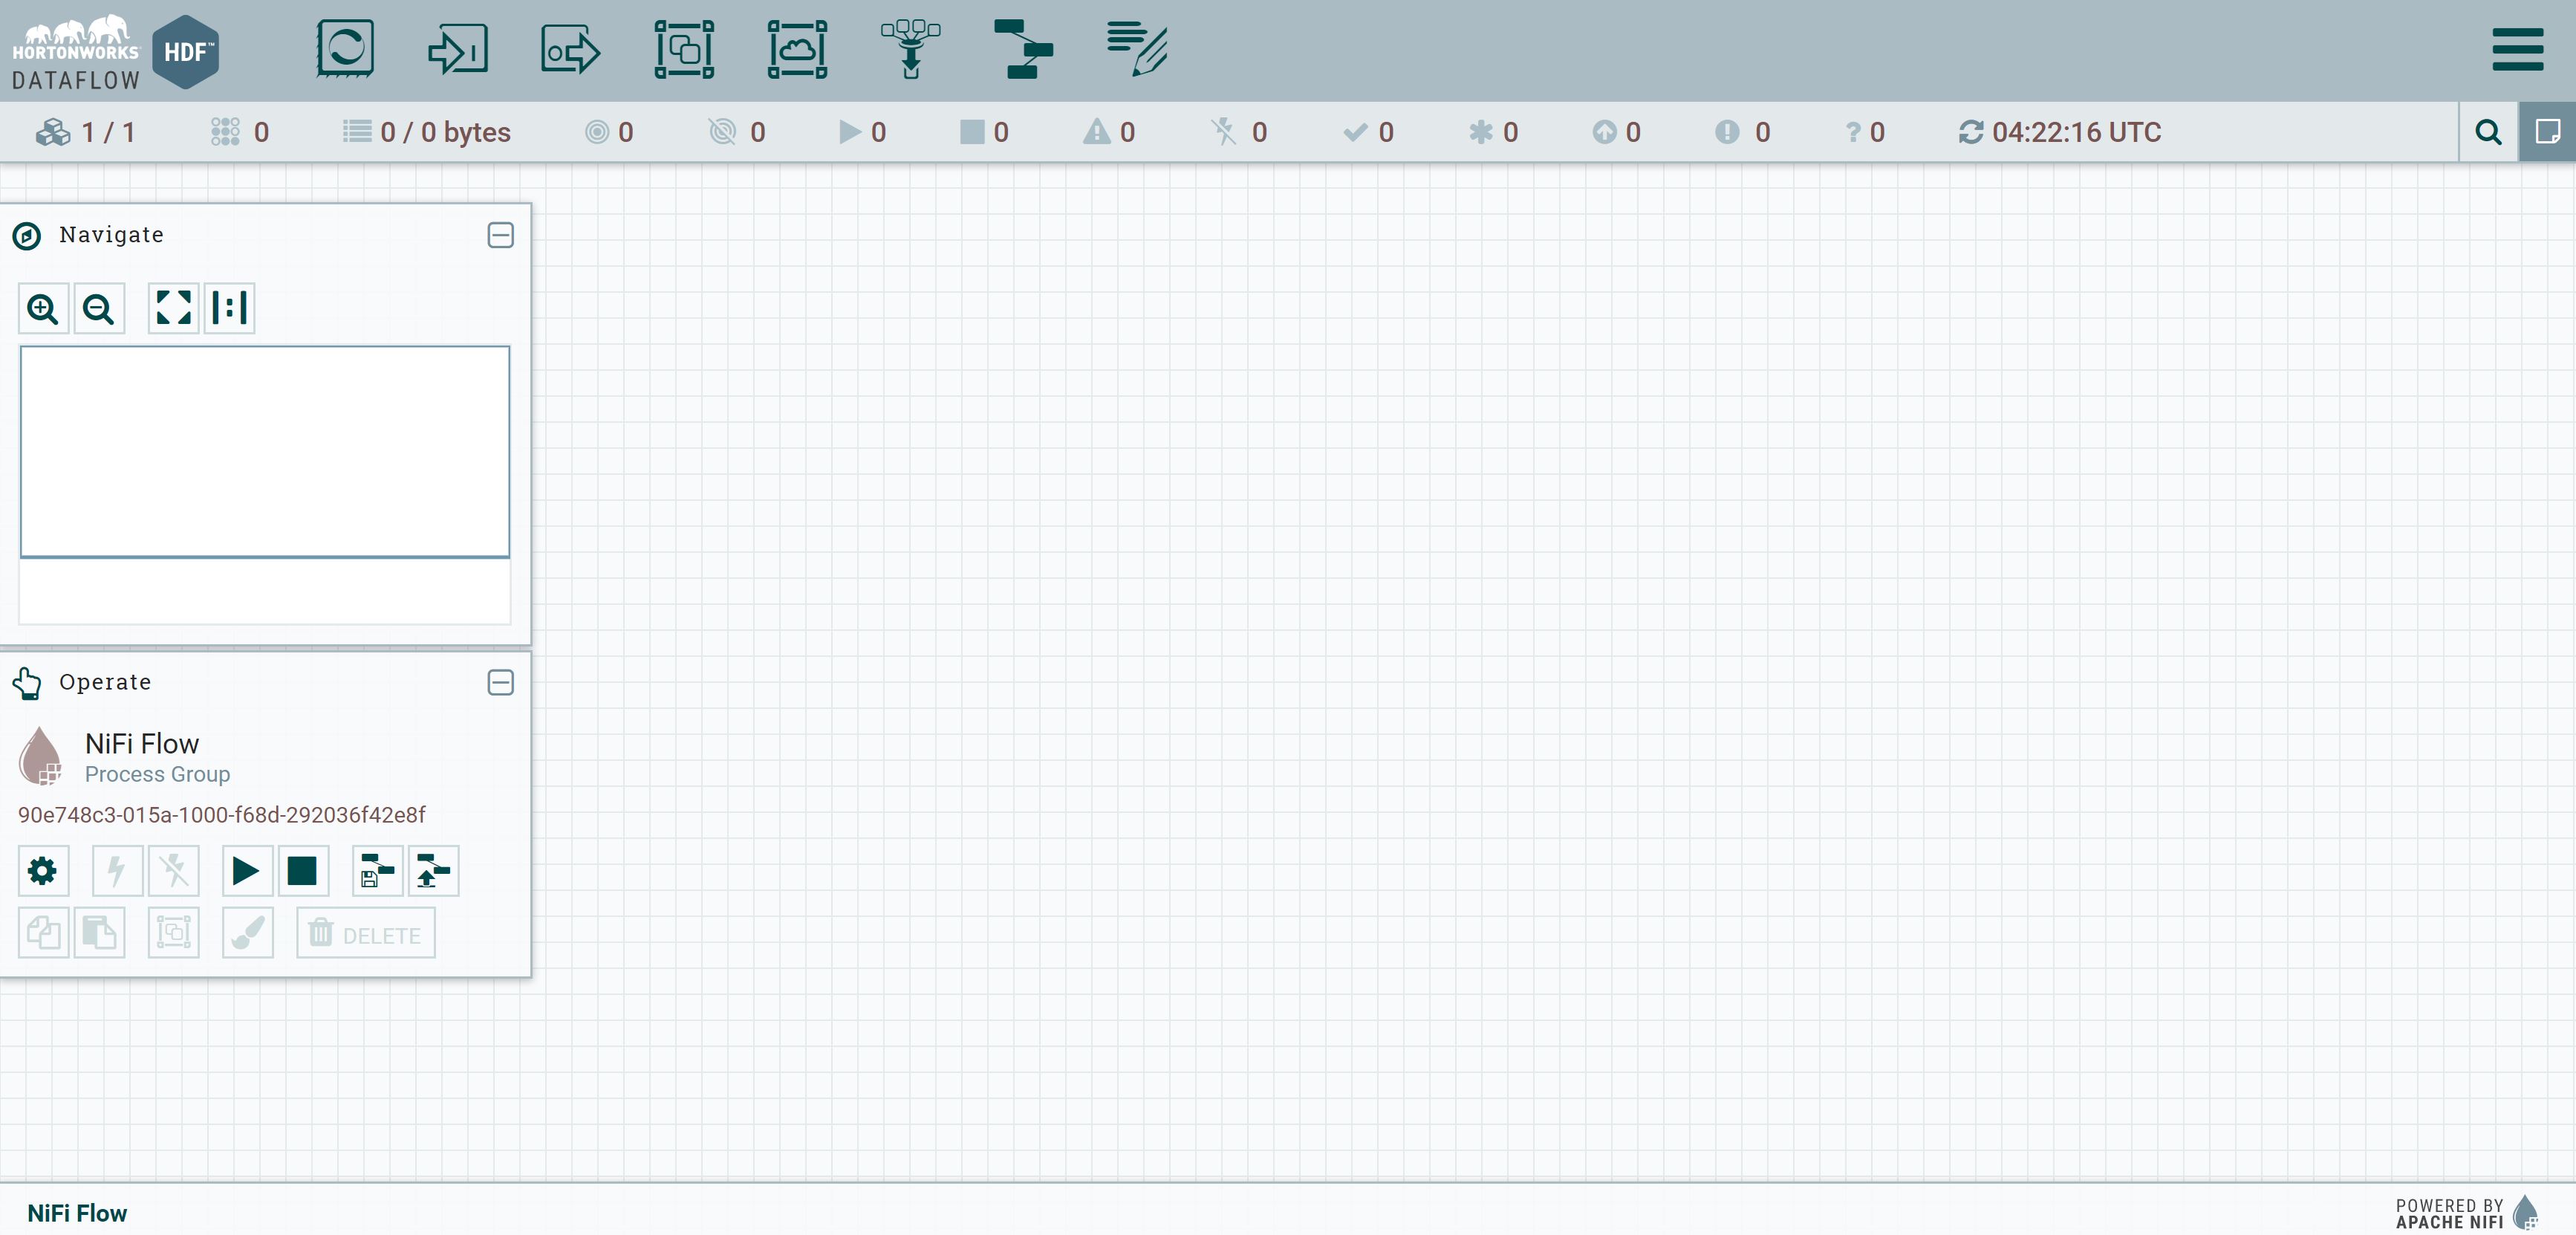 HORTONWORKS
DATAFLOW
HDF™
1 / 1
0
0 / 0 bytes
0
0
0
0
0
0
0
0
0
0
? 0
04:22:16 UTC
Navigate
Operate
NiFi Flow
Process Group
90e748c3-015a-1000-f68d-292036f42e8f
DELETE
NiFi Flow
POWERED BY
APACHE NIFI